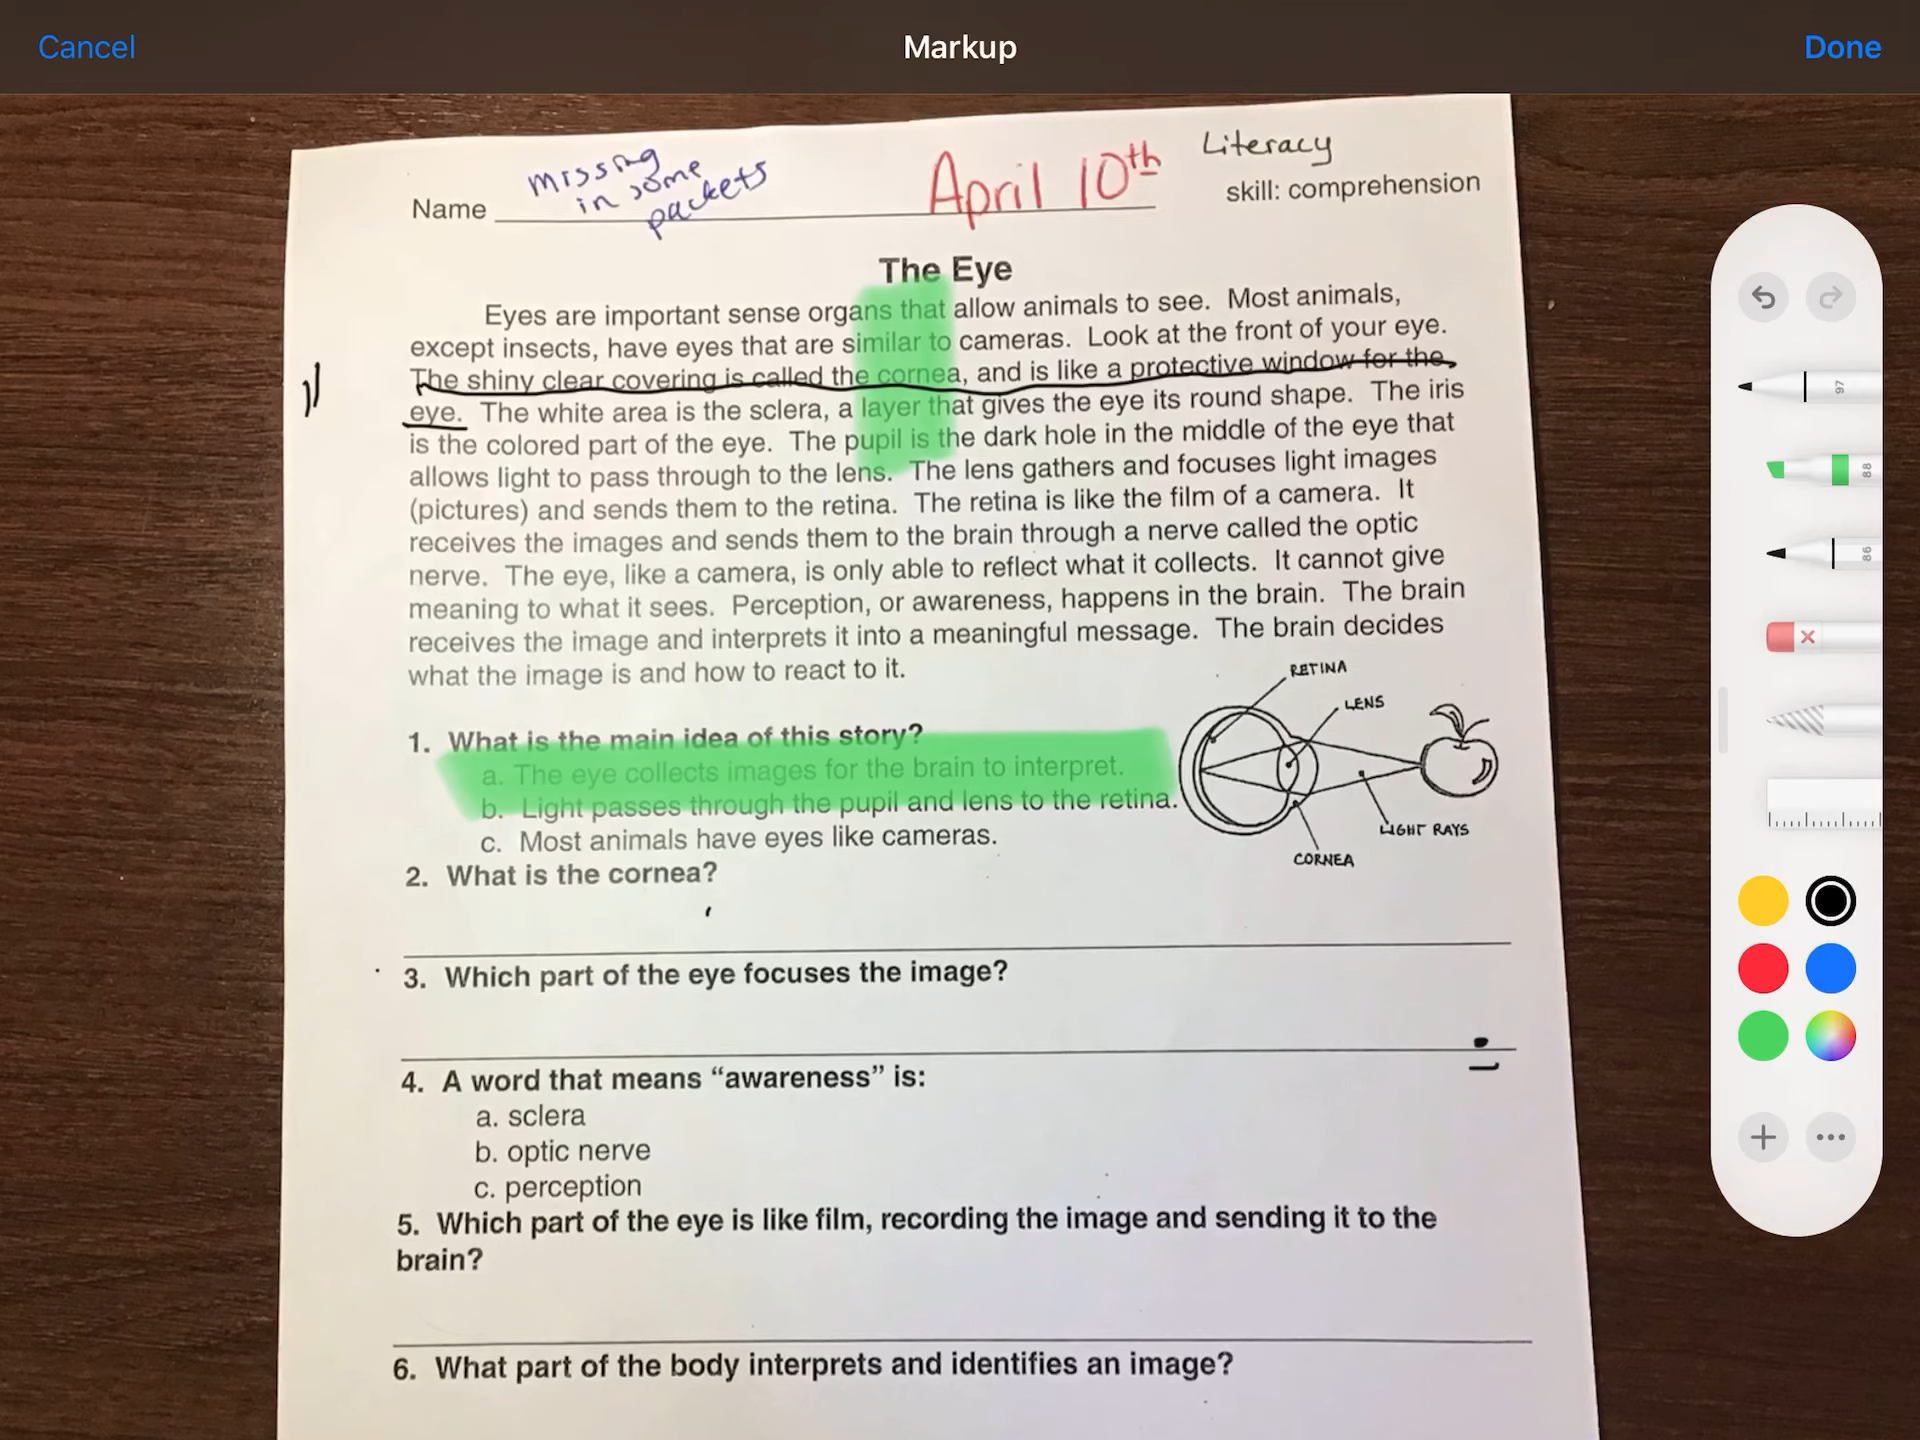 Cancel
Markup
Done
missing
in some
packets
April 10th
Literacy
Name
skill: comprehension
The Eye
Eyes are important sense organs that allow animals to see. Most animals,
except insects, have eyes that are similar to cameras. Look at the front of your eye.
The shiny clear covering is called the cornea, and is like a protective window for the
eye. The white area is the sclera, a layer that gives the eye its round shape. The iris
is the colored part of the eye. The pupil is the dark hole in the middle of the eye that
allows light to pass through to the lens. The lens gathers and focuses light images
(pictures) and sends them to the retina. The retina is like the film of a camera. It
receives the images and sends them to the brain through a nerve called the optic
nerve. The eye, like a camera, is only able to reflect what it collects. It cannot give
meaning to what it sees. Perception, or awareness, happens in the brain. The brain
receives the image and interprets it into a meaningful message. The brain decides
what the image is and how to react to it.
RETINA
LENS
LIGHT RAYS
CORNEA
1. What is the main idea of this story?
a. The eye collects images for the brain to interpret.
b. Light passes through the pupil and lens to the retina.
c. Most animals have eyes like cameras.
2. What is the cornea?
3. Which part of the eye focuses the image?
4. A word that means “awareness” is:
a. sclera
b. optic nerve
c. perception
5. Which part of the eye is like film, recording the image and sending it to the
brain?
6. What part of the body interprets and identifies an image?
97
88
86